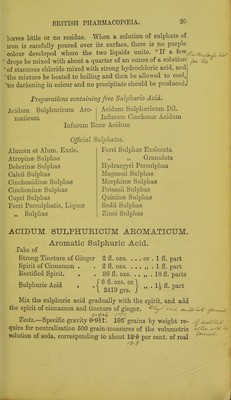 BRITISH PHARMACOPŒIA. 25
leaves little or no residue. When a solution of sulphate of
iron is carefully poured over its surface, there is no purple
colour developed where the two liquids unite. "If a few
"drops be mixed with about a quarter of an ounce of a solution
"of stannous chloride mixed with strong hydrochloric acid, and
"the mixture be heated to boiling and then be allowed to cool,
"no darkening in colour and no precipitate should be produced.
Preparations containing free Sulphuric Acid.
Acidum Sulphuricum Aro-
maticum
Acidum Sulphuricum Dil.
Infusum Cinchonæ Acidum
Infusum Rosæ Acidum
Official Sulphates.
Alumen et Alum. Exsic.
Atropinæ Sulphas
Beberinæ Sulphas
Calcii Sulphas
Cinchonidinæ Sulphas
Cinchoninæ Sulphas
Cupri Sulphas
Ferri Persulphatis, Liquor
„ Sulphas
Ferri Sulphas Exsiccata
„ „ Granulata
Hydrargyri Persulphas
Magnesii Sulphas
Morphinæ Sulphas
Potassii Sulphas
Quininæ Sulphas
Sodii Sulphas
Zinci Sulphas
ACIDUM SULPHURICUM AROMATICUM.
Aromatic Sulphuric Acid.
Take of
Strong Tincture of Ginger 2 fl. ozs. ... or . 1 fl. part
Spirit of Cinnamon . . 2 fl. ozs. ... „ . 1 fl. part
Rectified Spirit. . . 36 fl. ozs. ... „ . 18 fl. parts
Sulphuric Acid . . { 3 fl. ozs. or } „ . 1½ fl. part
2419 grs.
Mix the sulphuric acid gradually with the spirit, and add
the spirit of cinnamon and tincture of ginger.
Tests.—Specific gravity 0·911. 195 grains by weight re-
quire for neutralisation 500 grain-measures of the volumetric
solution of soda, corresponding to about 12·5 per cent. of real